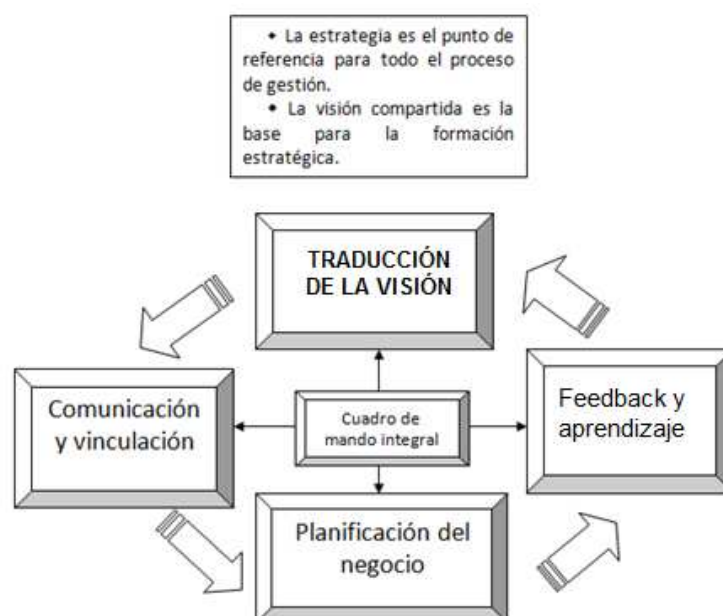 • La estrategia es el punto de
referencia para todo el proceso
de gestión.
• La visión compartida es la
base para la formación
estratégica.
TRADUCCIÓN
DE LA VISIÓN
Comunicación
y vinculación
Cuadro de
mando integral
Feedback y
aprendizaje
Planificación del
negocio